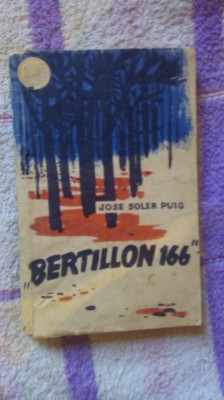 JOSE SOLER PUIG
"BERTILLON 166"